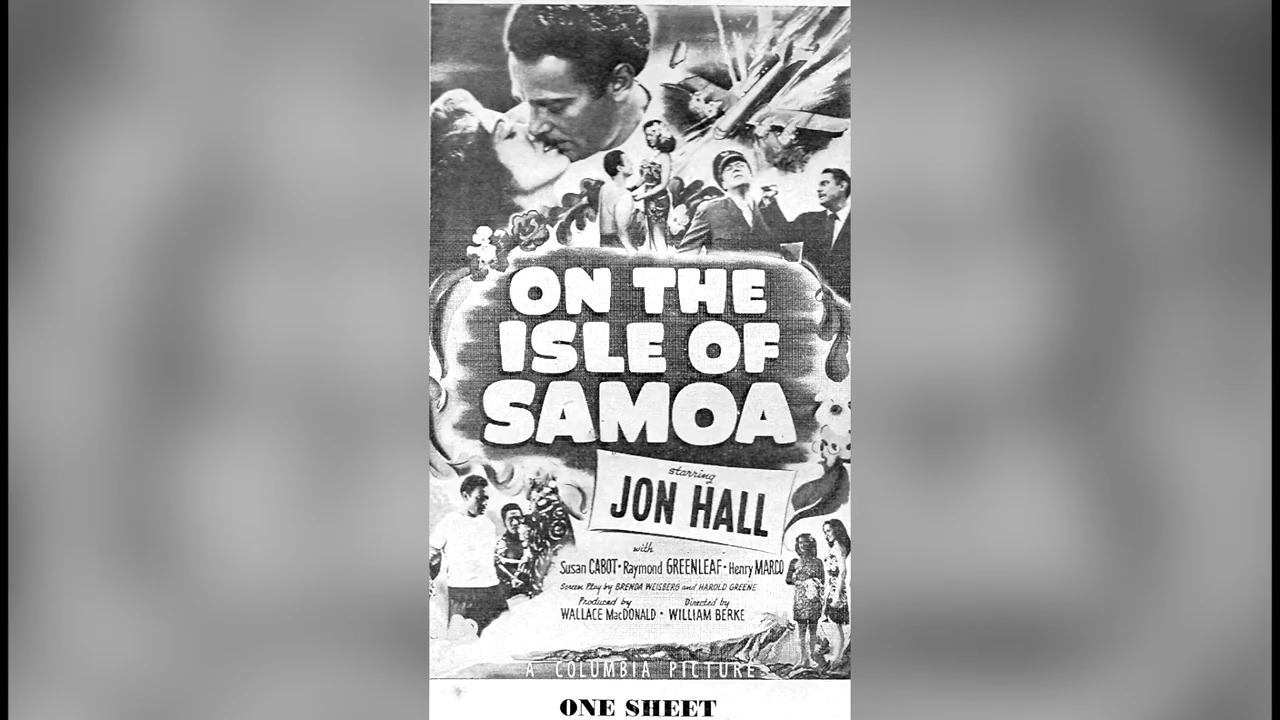 ON THE
ISLE OF
SAMOA
starring
JON HALL
with
Susan CABOT • Raymond GREENLEAF • Henry MARCO
Screen Play by BRENDA WEISBERG and HAROLD GREENE
Produced by Directed by
WALLACE MacDONALD • WILLIAM BERKE
A COLUMBIA PICTURE
ONE SHEET